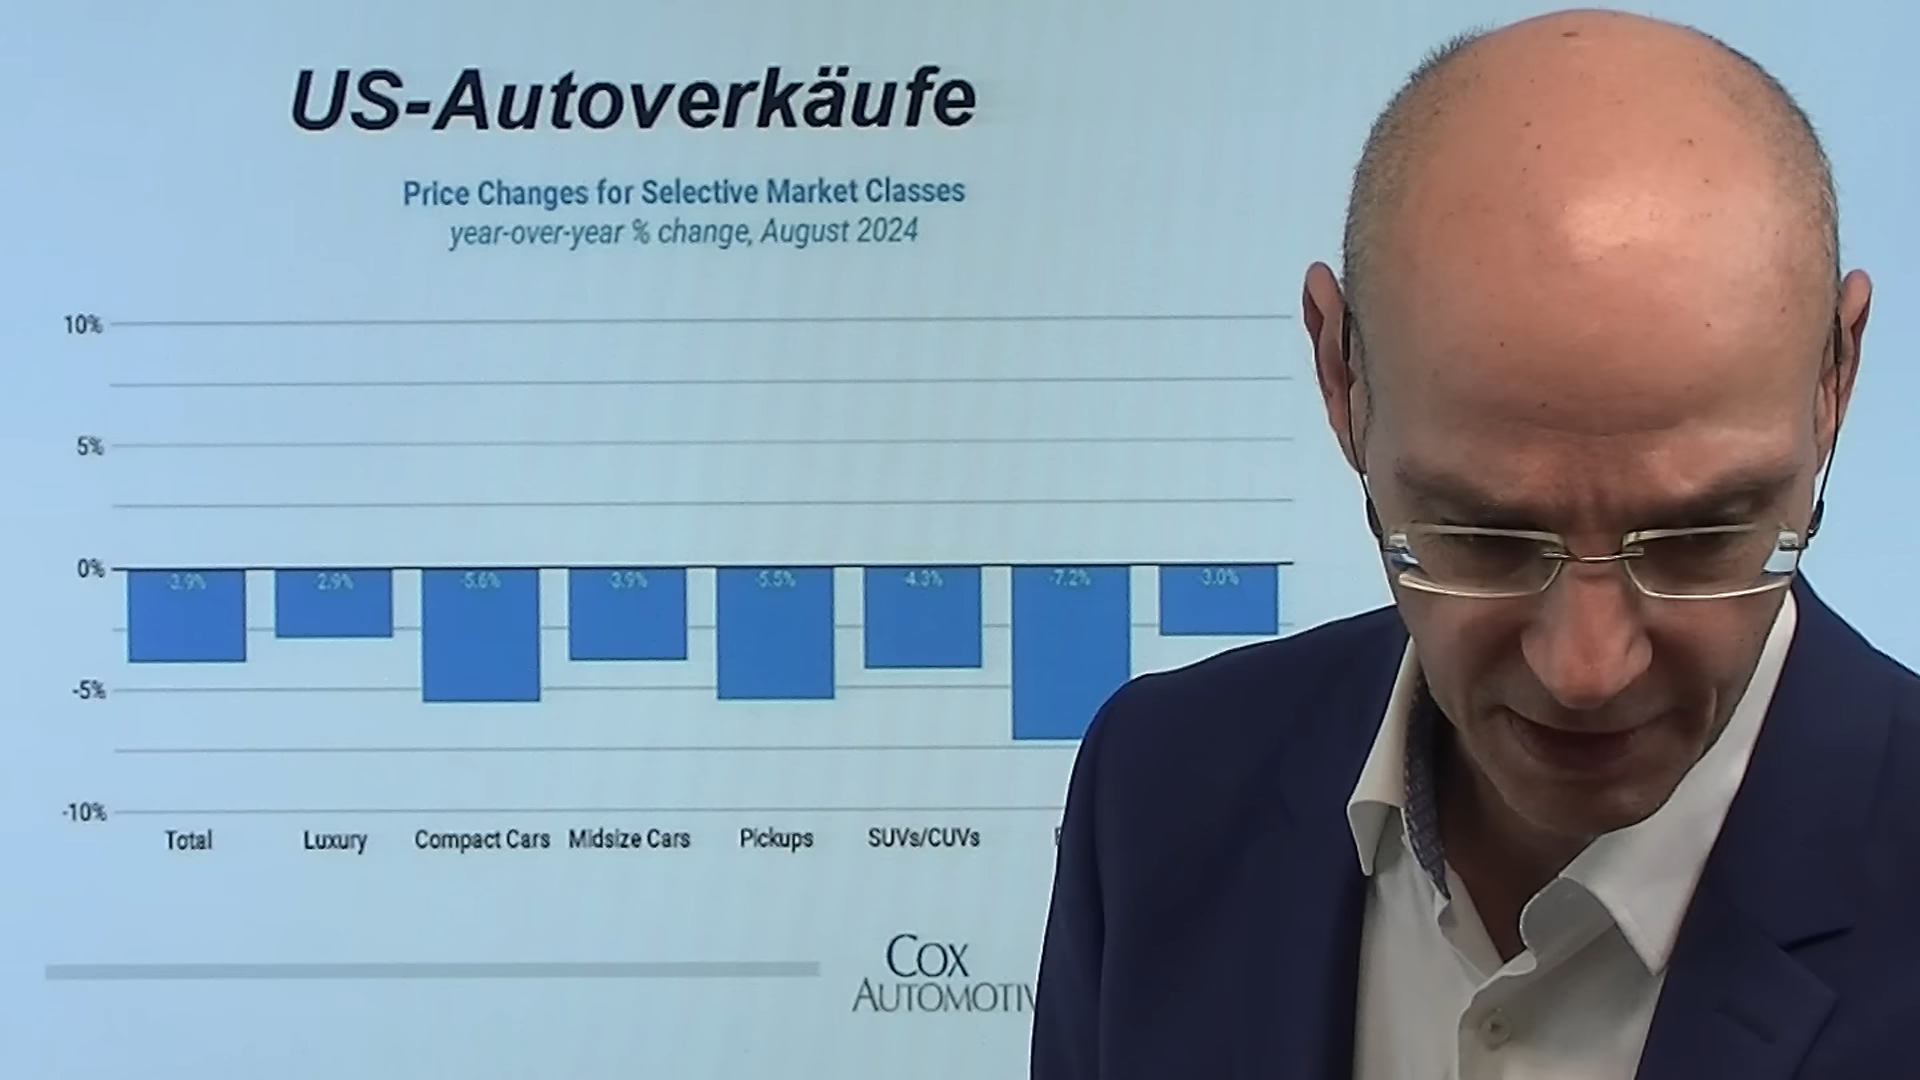 US-Autoverkäufe
Price Changes for Selective Market Classes
year-over-year % change, August 2024
10%
5%
0%
-3.9% 2.9% -5.6% -3.9% -5.5% -4.3% -7.2% -3.0%
-5%
-10%
Total Luxury Compact Cars Midsize Cars Pickups SUVs/CUVs
COX
AUTOMOTIV